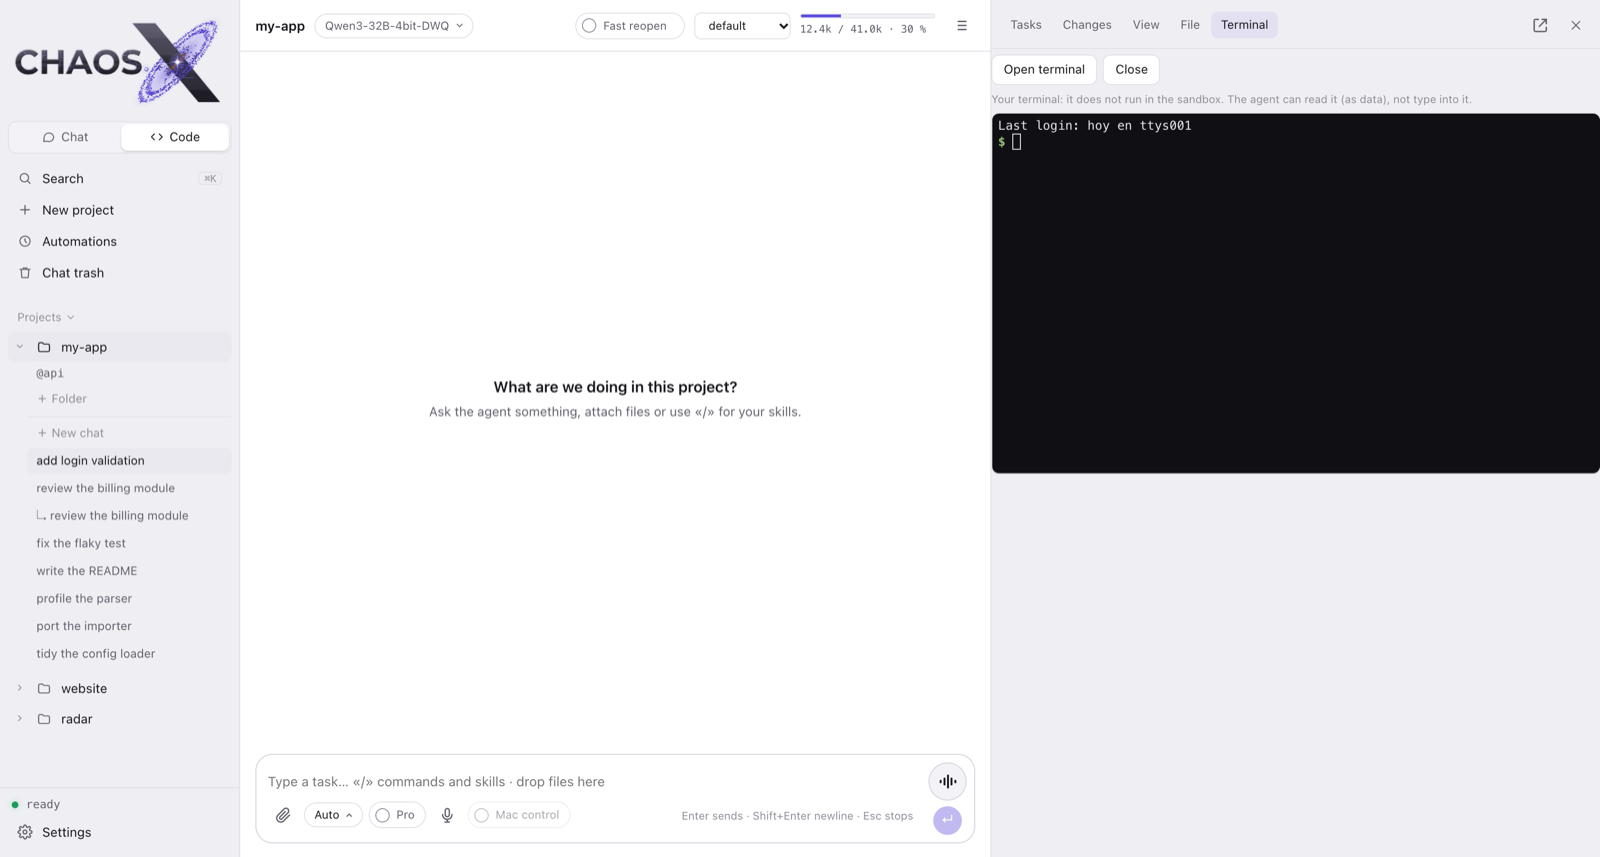 CHAOS X
Chat
Code
Search ⌘K
New project
Automations
Chat trash
Projects
my-app
@api
+ Folder
+ New chat
add login validation
review the billing module
review the billing module
fix the flaky test
write the README
profile the parser
port the importer
tidy the config loader
website
radar
ready
Settings
my-app
Qwen3-32B-4bit-DWQ
Fast reopen
default
12.4k / 41.0k · 30 %
What are we doing in this project?
Ask the agent something, attach files or use «/» for your skills.
Type a task... «/» commands and skills · drop files here
Auto
Pro
Mac control
Enter sends · Shift+Enter newline · Esc stops
Tasks
Changes
View
File
Terminal
Open terminal
Close
Your terminal: it does not run in the sandbox. The agent can read it (as data), not type into it.
Last login: hoy en ttys001
$